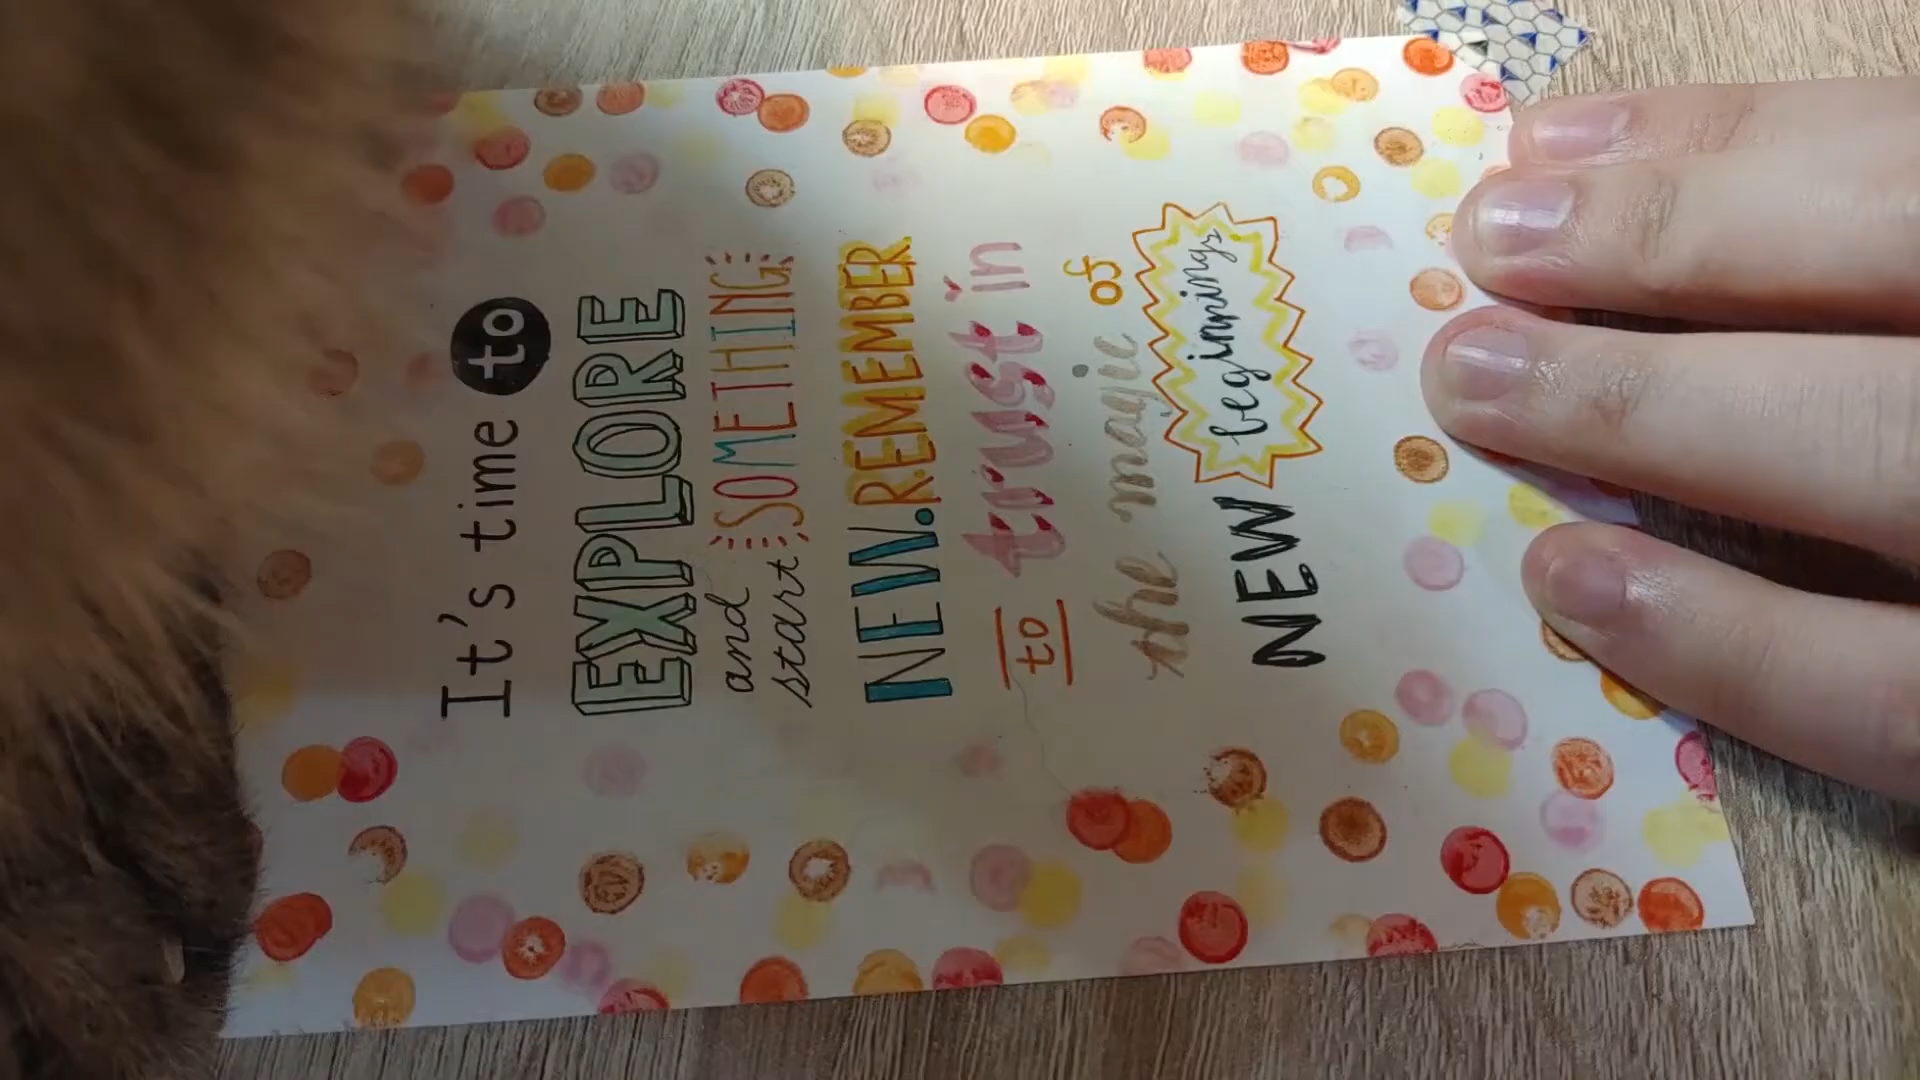 It's time to
EXPLORE
and SOMETHING
start
NEW. REMEMBER
to trust in
the magic of
NEW beginnings